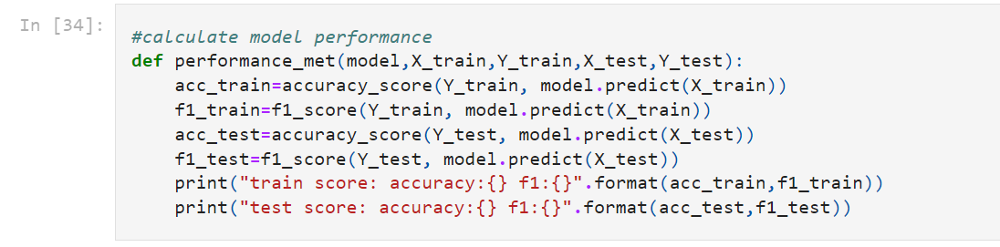 In [34]:
#calculate model performance
def performance_met(model,X_train,Y_train,X_test,Y_test):
    acc_train=accuracy_score(Y_train, model.predict(X_train))
    f1_train=f1_score(Y_train, model.predict(X_train))
    acc_test=accuracy_score(Y_test, model.predict(X_test))
    f1_test=f1_score(Y_test, model.predict(X_test))
    print("train score: accuracy:{} f1:{}".format(acc_train,f1_train))
    print("test score: accuracy:{} f1:{}".format(acc_test,f1_test))